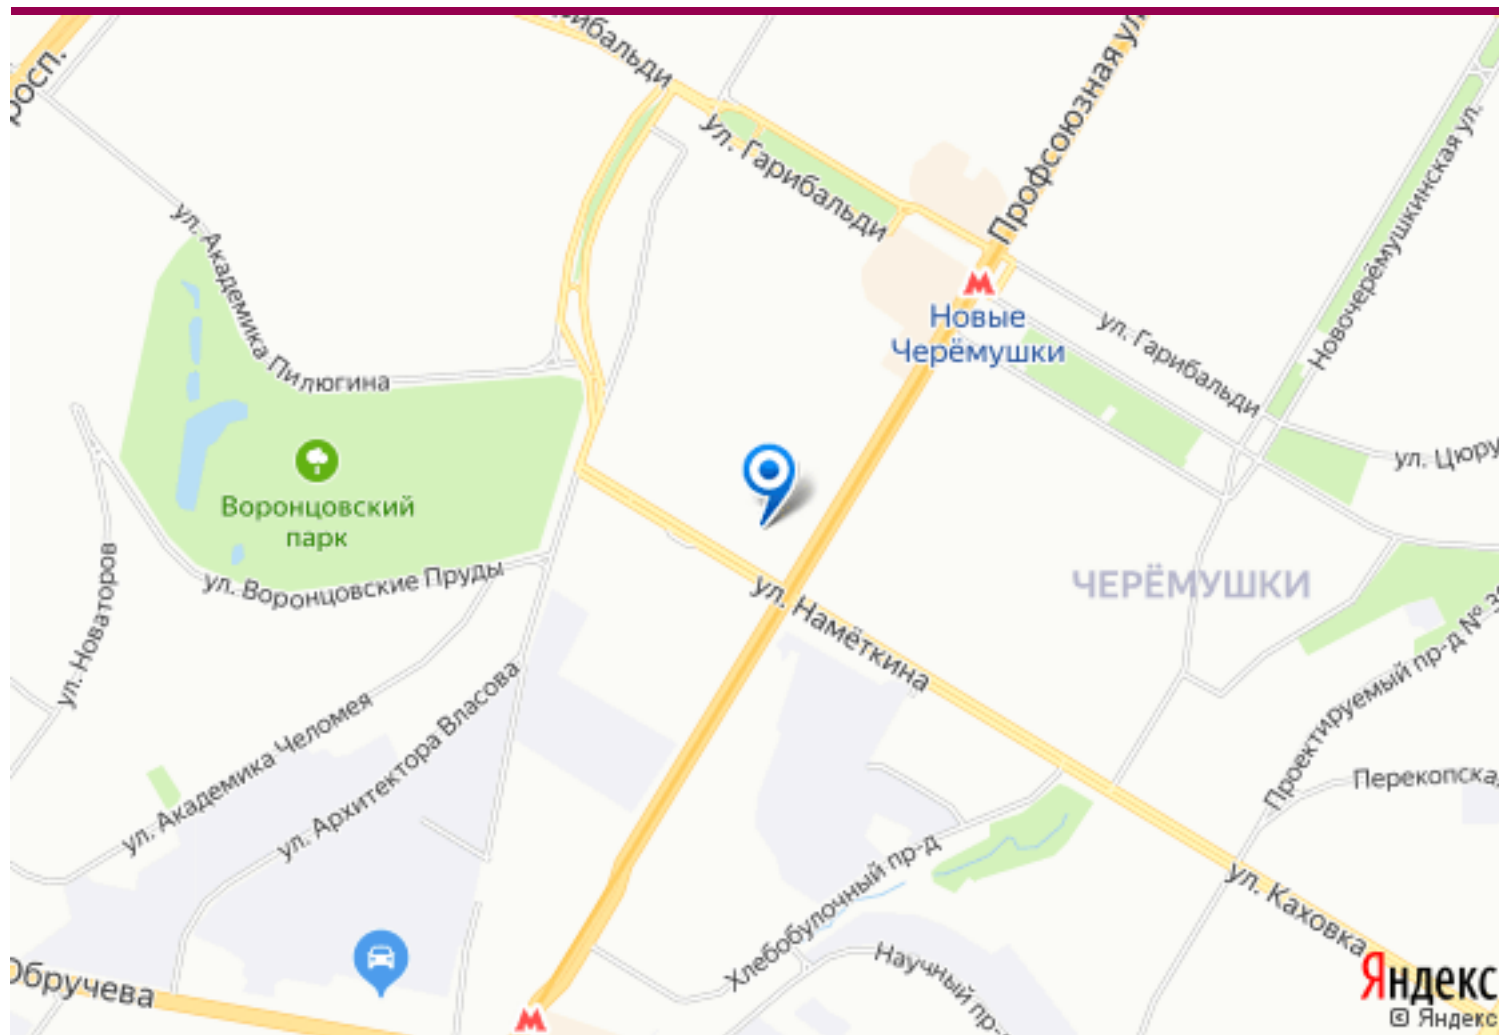 рибальди
Профсоюзная ул
росп.
ул. Гарибальди
Новочерёмушкинская ул.
ул. Академика Пилюгина
М
Новые
Черёмушки
ул. Гарибальди
ул. Цюру
Воронцовский
парк
ул. Новаторов
ул. Воронцовские Пруды
ЧЕРЁМУШКИ
ул. Намёткина
Проектируемый пр-д №
ул. Академика Челомея
ул. Архитектора Власова
Перекопска
Хлебобулочный пр-д
ул. Каховка
Научный пр-
Обручева
М
Яндекс
© Яндекс